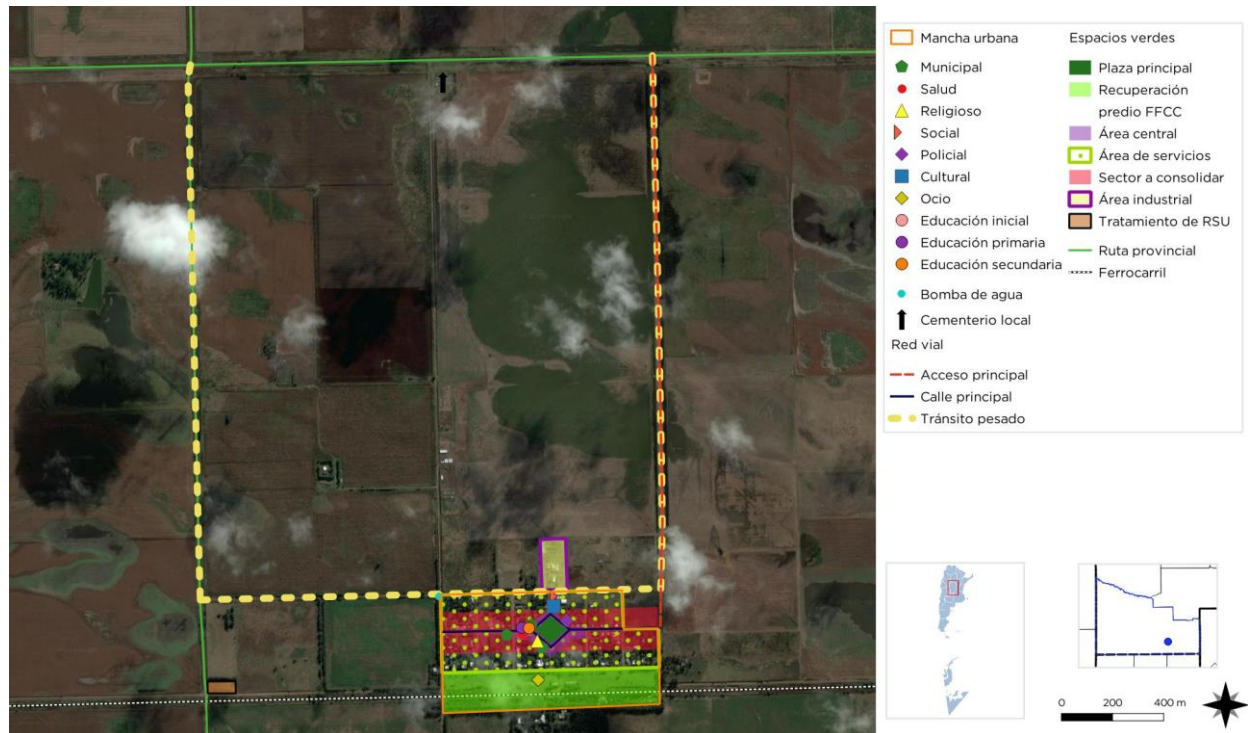 Mancha urbana
Municipal
Salud
Religioso
Social
Policial
Cultural
Ocio
Educación inicial
Educación primaria
Educación secundaria
Bomba de agua
Cementerio local
Red vial
Acceso principal
Calle principal
Tránsito pesado
Espacios verdes
Plaza principal
Recuperación
predio FFCC
Área central
Área de servicios
Sector a consolidar
Área industrial
Tratamiento de RSU
Ruta provincial
Ferrocarril
0 200 400 m